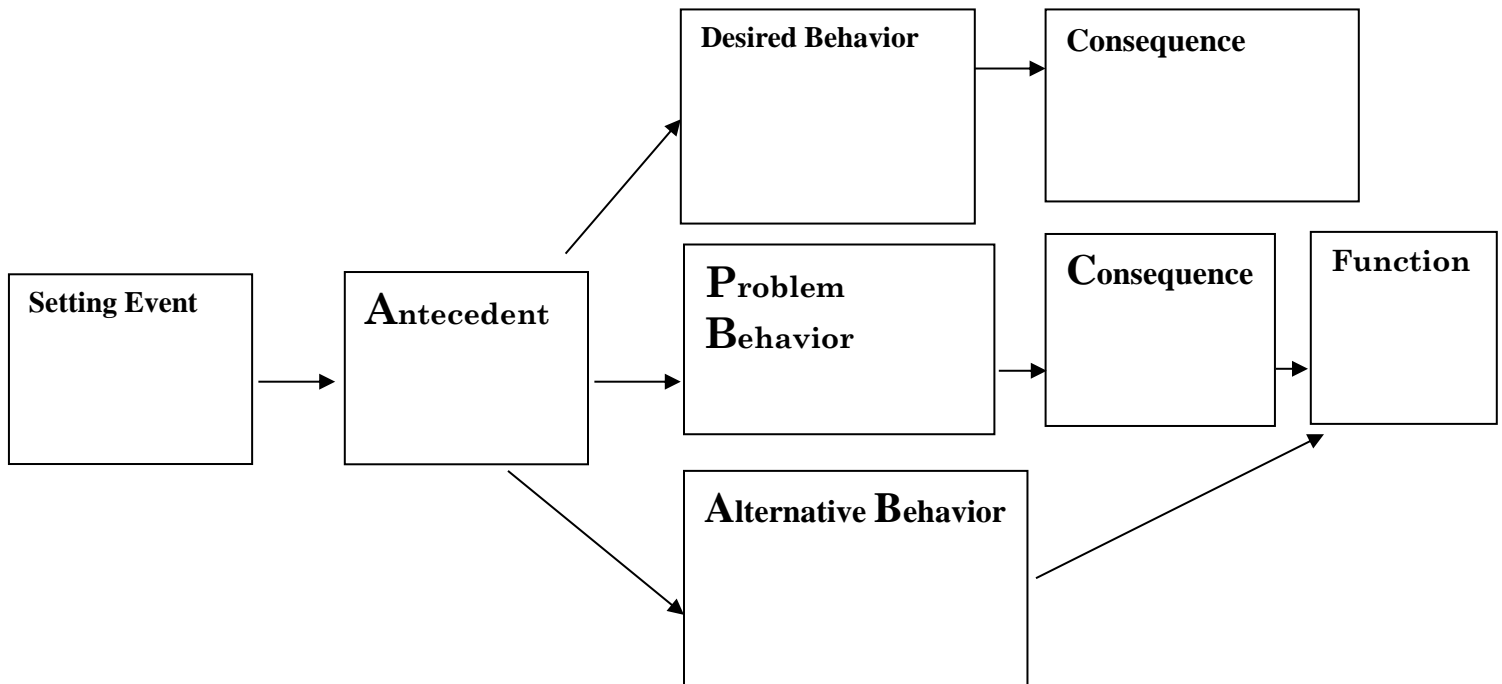 Desired Behavior
Consequence
Setting Event
Antecedent
Problem
Behavior
Consequence
Function
Alternative Behavior